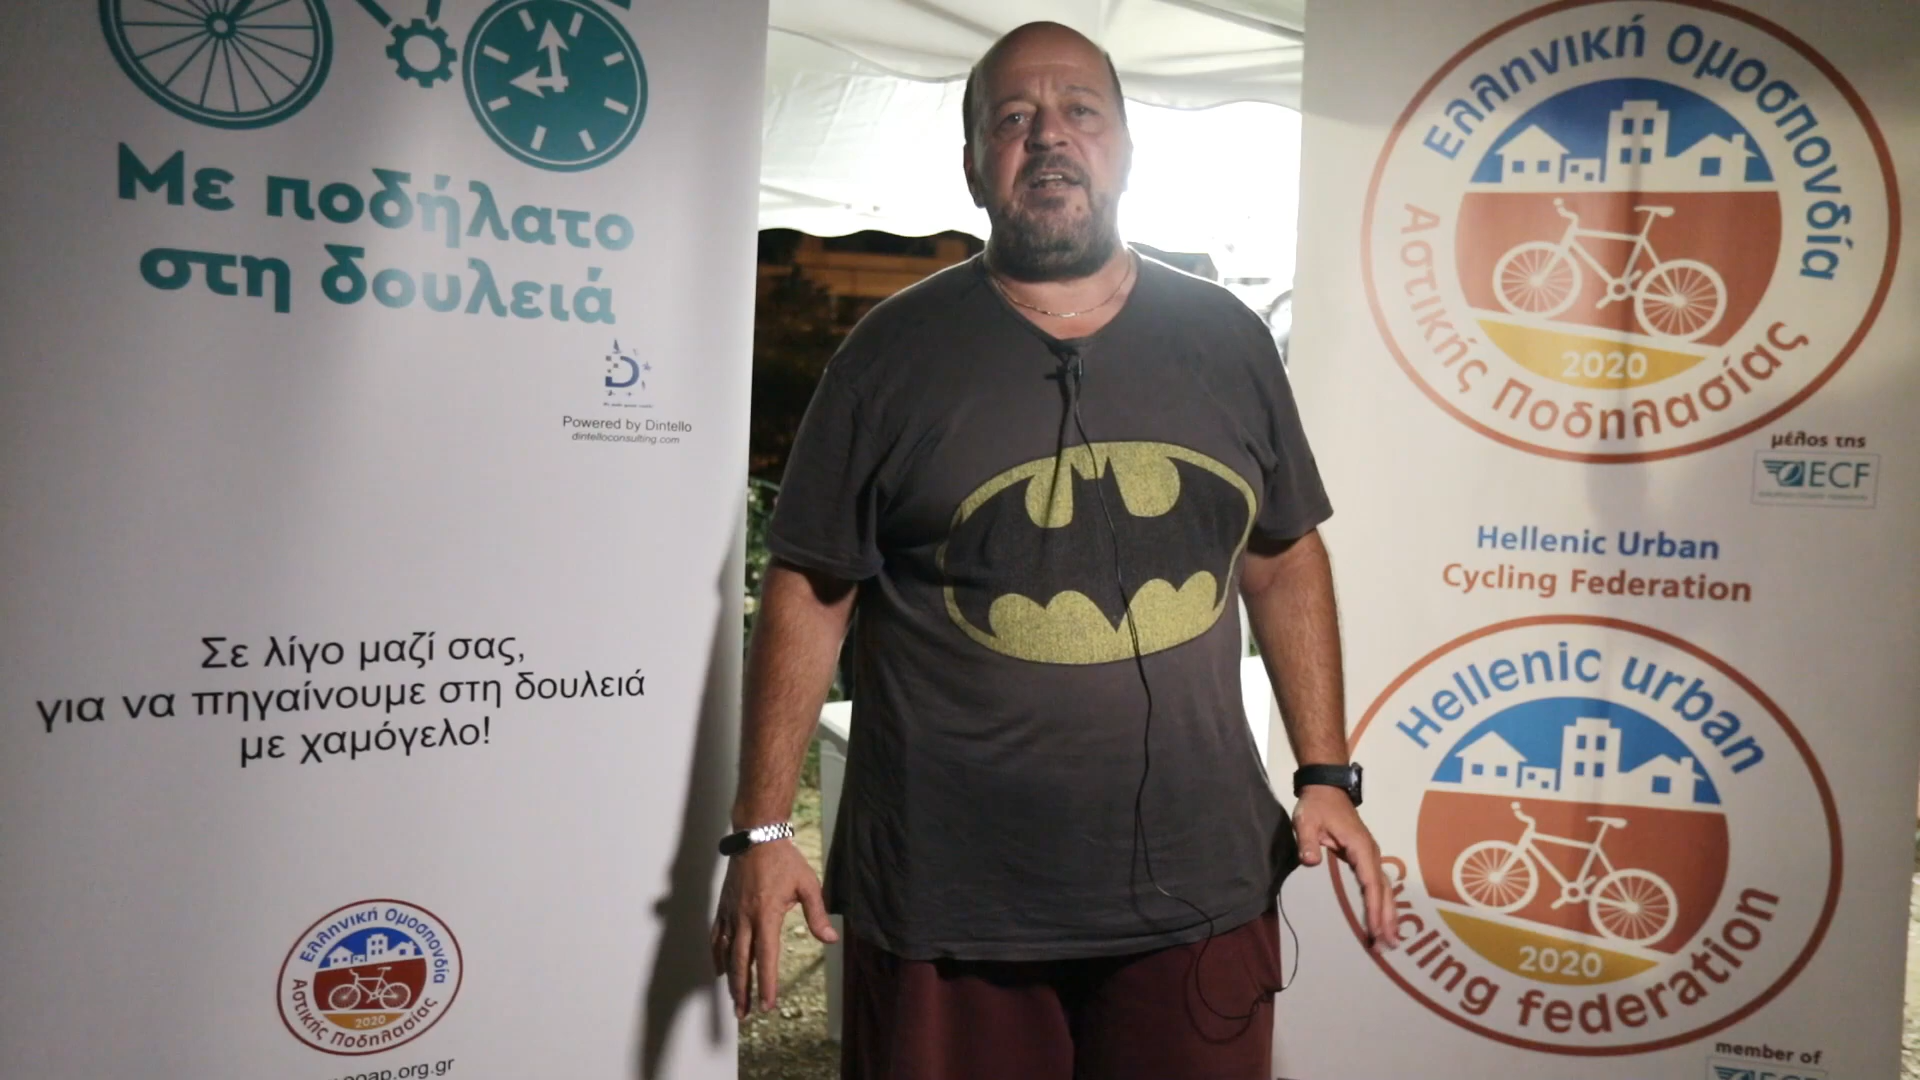 Με ποδήλατο
στη δουλειά
Powered by Dintello
dintelloconsulting.com
Σε λίγο μαζί σας,
για να πηγαίνουμε στη δουλειά
με χαμόγελο!
Ελληνική Ομοσπονδία
Αστικής Ποδηλασίας
2020
Ελληνική Ομοσπονδία
Αστικής Ποδηλασίας
2020
μέλος της
ECF
Hellenic Urban
Cycling Federation
Hellenic urban
Cycling federation
2020
member of
ECF